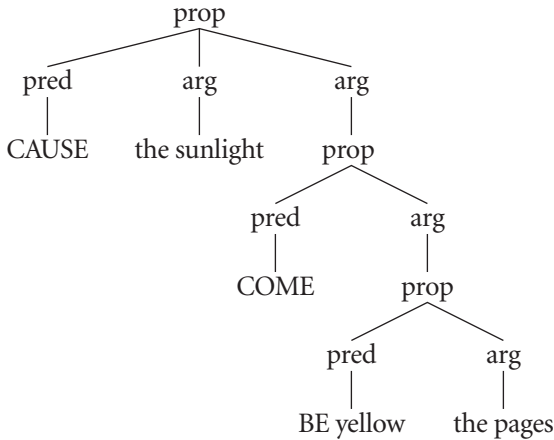 prop
pred arg arg
CAUSE the sunlight prop
pred arg
COME prop
pred arg
BE yellow the pages